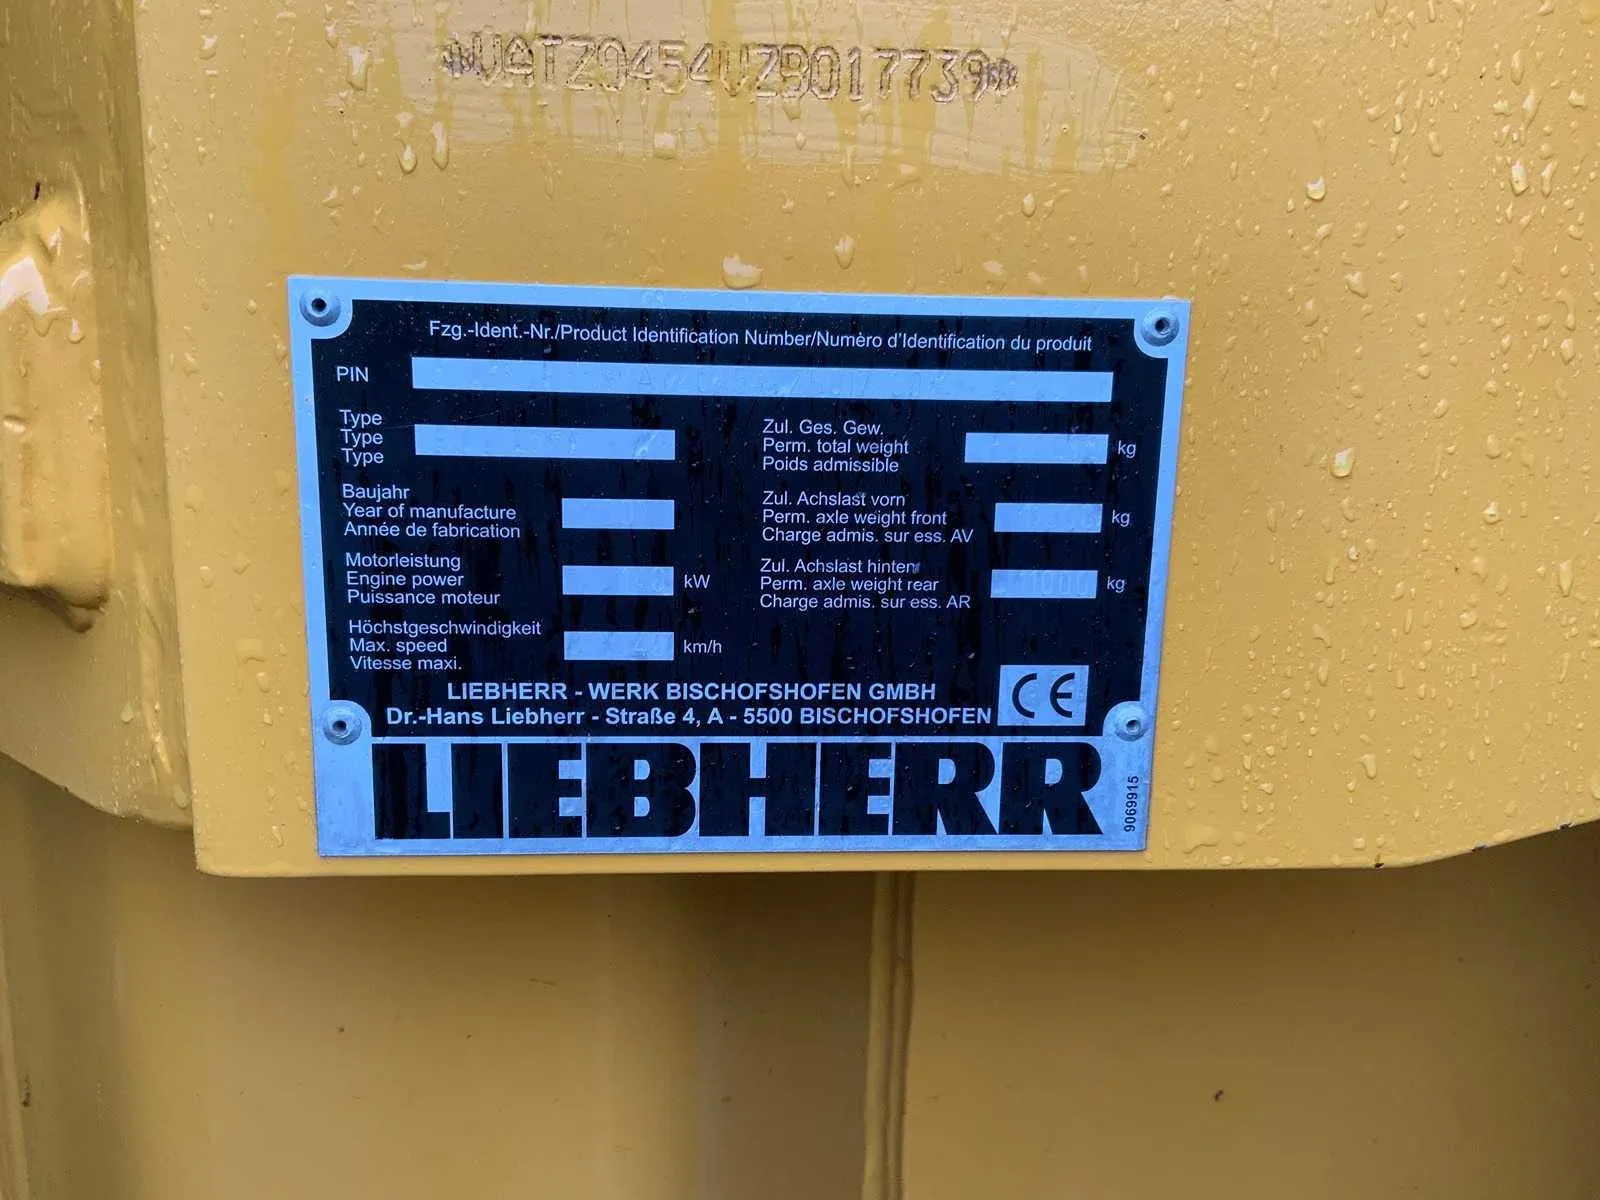 *VATZ0454VZB017739*
Fzg.-Ident.-Nr./Product Identification Number/Numéro d'Identification du produit
PIN
Type
Type
Type
Zul. Ges. Gew.
Perm. total weight
Poids admissible
kg
Baujahr
Year of manufacture
Année de fabrication
Zul. Achslast vorn
Perm. axle weight front
Charge admis. sur ess. AV
kg
Motorleistung
Engine power
Puissance moteur
kW
Zul. Achslast hinten
Perm. axle weight rear
Charge admis. sur ess. AR
kg
Höchstgeschwindigkeit
Max. speed
Vitesse maxi.
km/h
LIEBHERR - WERK BISCHOFSHOFEN GMBH
Dr.-Hans Liebherr - Straße 4, A - 5500 BISCHOFSHOFEN
CE
LIEBHERR
9069915